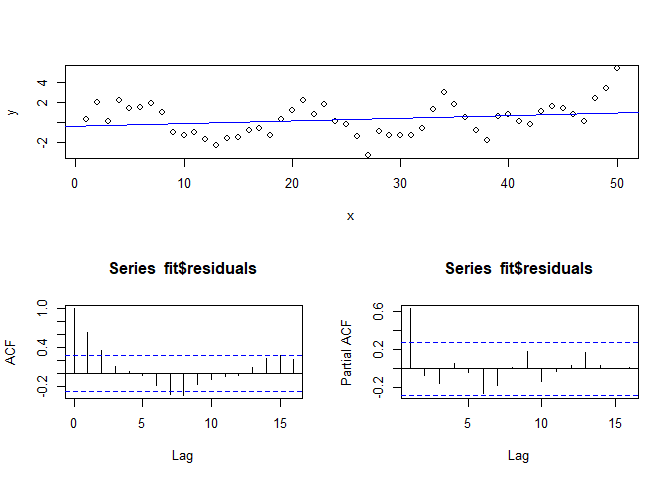 y
-2 2 4
0 10 20 30 40 50
x
Series fit$residuals
ACF
-0.2 0.4 1.0
0 5 10 15
Lag
Series fit$residuals
Partial ACF
-0.2 0.2 0.6
5 10 15
Lag